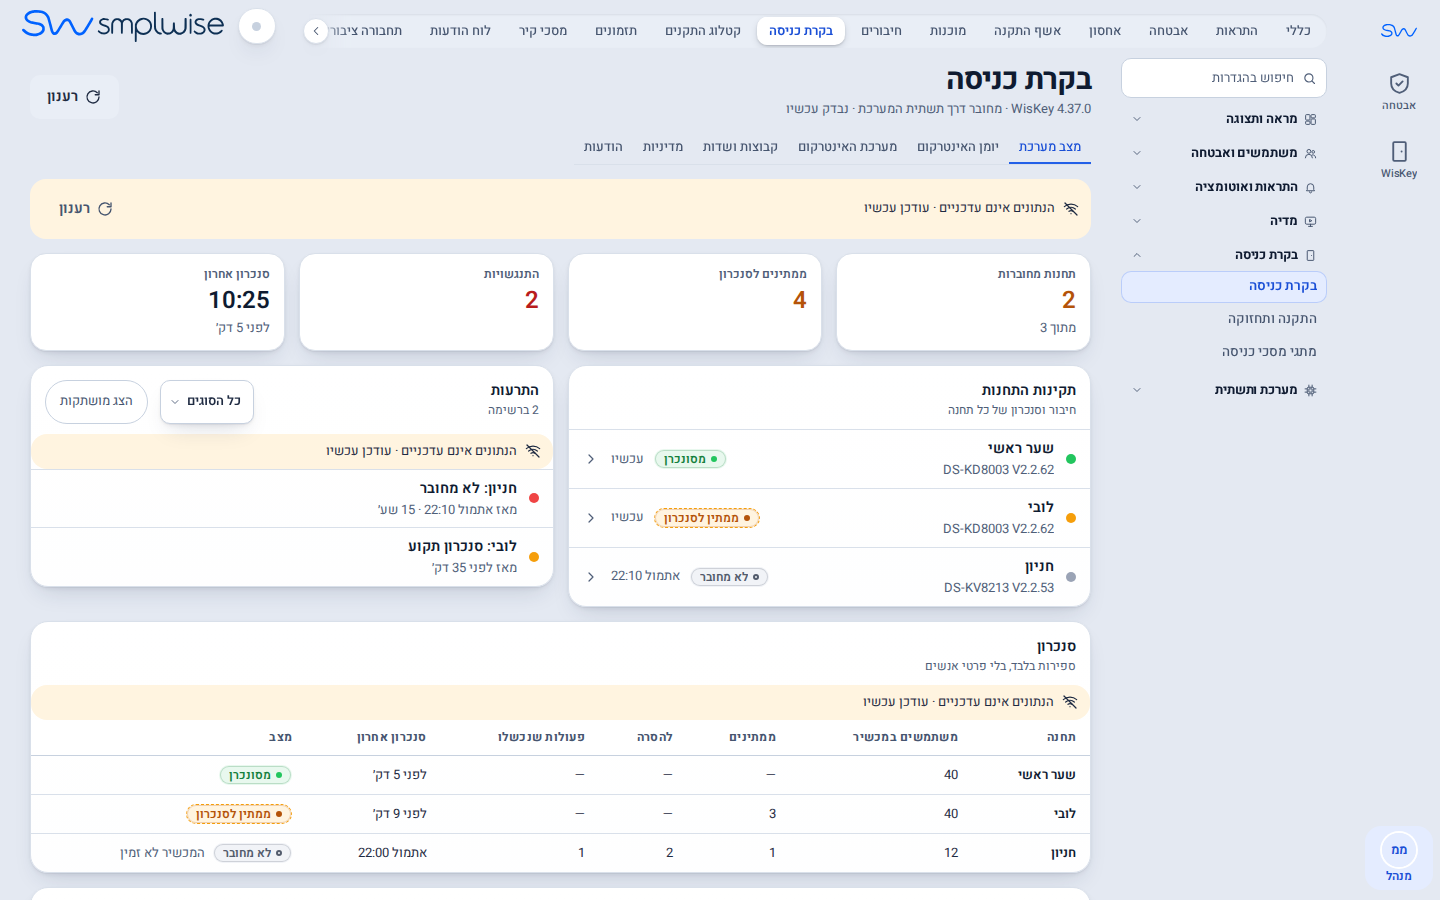 SW
smplwise
כללי
התראות
אבטחה
אחסון
אשף התקנה
מוכנות
חיבורים
בקרת כניסה
קטלוג התקנים
תזמונים
מסכי קיר
לוח הודעות
תחבורה ציבור
אבטחה
WisKey
חיפוש בהגדרות
מראה ותצוגה
משתמשים ואבטחה
התראות ואוטומציה
מדיה
בקרת כניסה
בקרת כניסה
התקנה ותחזוקה
מתגי מסכי כניסה
מערכת ותשתית
בקרת כניסה
WisKey 4.37.0 · מחובר דרך תשתית המערכת · נבדק עכשיו
רענון
מצב מערכת
יומן האינטרקום
מערכת האינטרקום
קבוצות ושדות
מדיניות
הודעות
הנתונים אינם עדכניים · עודכן עכשיו
רענון
תחנות מחוברות
2
מתוך 3
ממתינים לסנכרון
4
התנגשויות
2
סנכרון אחרון
10:25
לפני 5 דק׳
תקינות התחנות
חיבור וסנכרון של כל תחנה
שער ראשי
DS-KD8003 V2.2.62
מסונכרן
עכשיו
לובי
DS-KD8003 V2.2.62
ממתין לסנכרון
עכשיו
חניון
DS-KV8213 V2.2.53
לא מחובר
אתמול 22:10
התרעות
2 ברשימה
כל הסוגים
הצג מושתקות
הנתונים אינם עדכניים · עודכן עכשיו
חניון: לא מחובר
מאז אתמול 22:10 · 15 שע׳
לובי: סנכרון תקוע
מאז לפני 35 דק׳
סנכרון
ספירות בלבד, בלי פרטי אנשים
הנתונים אינם עדכניים · עודכן עכשיו
תחנה משתמשים במכשיר ממתינים להסרה פעולות שנכשלו סנכרון אחרון מצב
שער ראשי 40 — — — לפני 5 דק׳ מסונכרן
לובי 40 3 — — לפני 9 דק׳ ממתין לסנכרון
חניון 12 1 2 1 אתמול 22:00 לא מחובר המכשיר לא זמין
ממ
מנהל